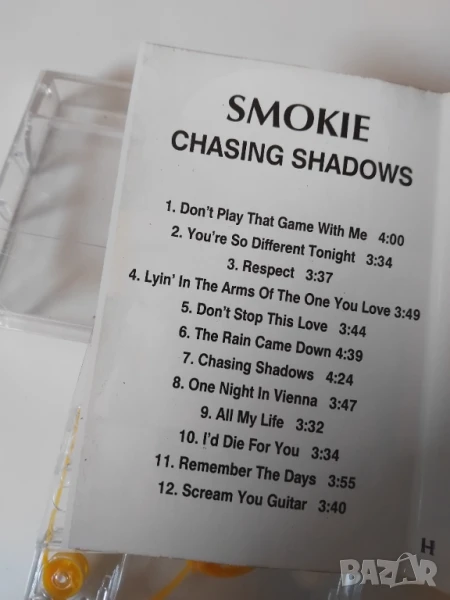 SMOKIE
CHASING SHADOWS
1. Don't Play That Game With Me 4:00
2. You're So Different Tonight 3:34
3. Respect 3:37
4. Lyin' In The Arms Of The One You Love 3:49
5. Don't Stop This Love 3:44
6. The Rain Came Down 4:39
7. Chasing Shadows 4:24
8. One Night In Vienna 3:47
9. All My Life 3:32
10. I'd Die For You 3:34
11. Remember The Days 3:55
12. Scream You Guitar 3:40
H
BAZAR.bg